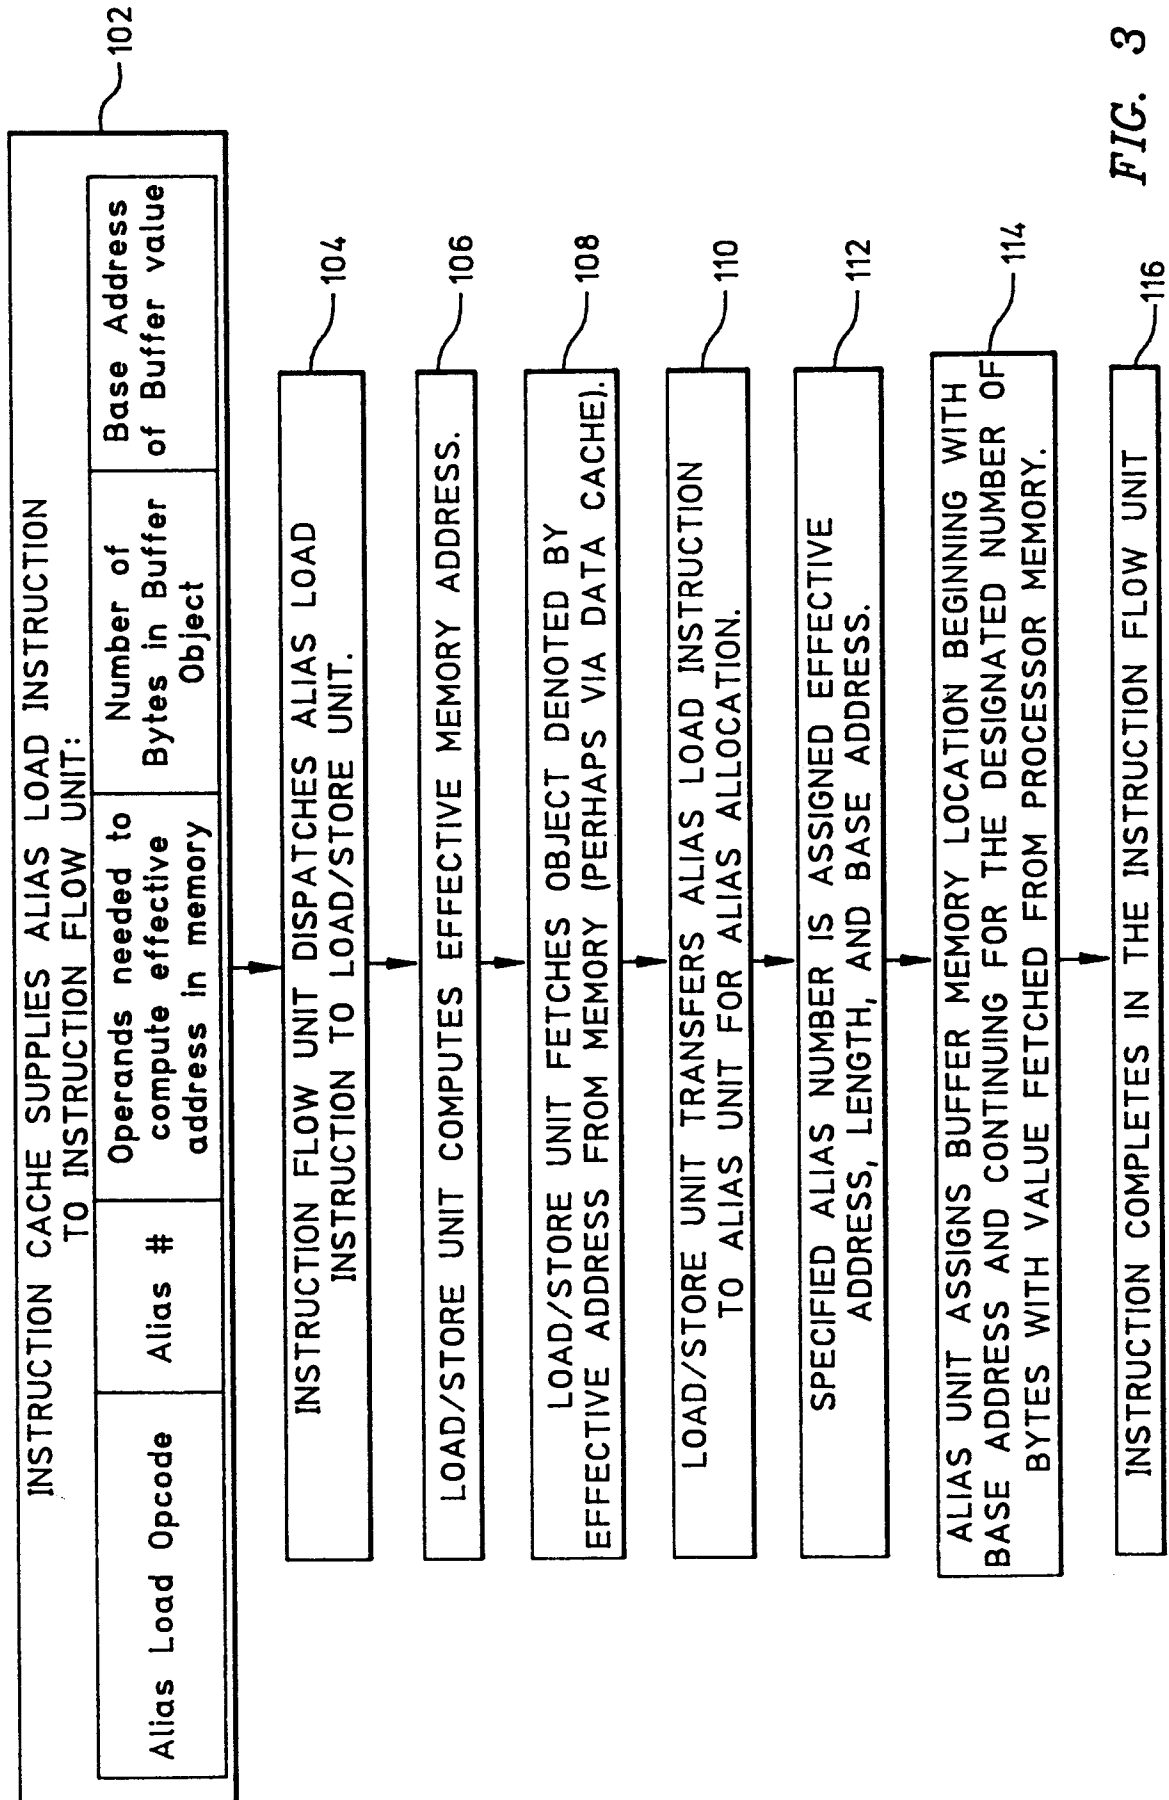 INSTRUCTION CACHE SUPPLIES ALIAS LOAD INSTRUCTION
TO INSTRUCTION FLOW UNIT:
Alias Load Opcode
Alias #
Operands needed to
compute effective
address in memory
Number of
Bytes in Buffer
Object
Base Address
of Buffer value
102
INSTRUCTION FLOW UNIT DISPATCHES ALIAS LOAD
INSTRUCTION TO LOAD/STORE UNIT.
104
LOAD/STORE UNIT COMPUTES EFFECTIVE MEMORY ADDRESS.
106
LOAD/STORE UNIT FETCHES OBJECT DENOTED BY
EFFECTIVE ADDRESS FROM MEMORY (PERHAPS VIA DATA CACHE).
108
LOAD/STORE UNIT TRANSFERS ALIAS LOAD INSTRUCTION
TO ALIAS UNIT FOR ALIAS ALLOCATION.
110
SPECIFIED ALIAS NUMBER IS ASSIGNED EFFECTIVE
ADDRESS, LENGTH, AND BASE ADDRESS.
112
ALIAS UNIT ASSIGNS BUFFER MEMORY LOCATION BEGINNING WITH
BASE ADDRESS AND CONTINUING FOR THE DESIGNATED NUMBER OF
BYTES WITH VALUE FETCHED FROM PROCESSOR MEMORY.
114
INSTRUCTION COMPLETES IN THE INSTRUCTION FLOW UNIT
116
FIG. 3